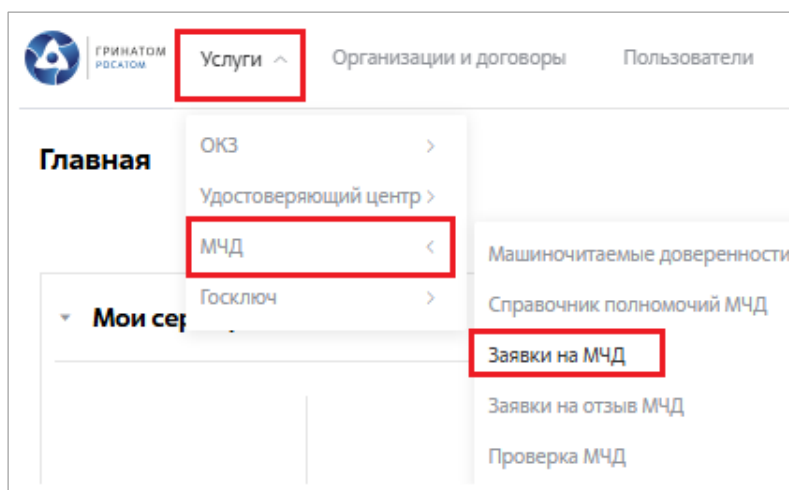 ГРИНАТОМ
РОСАТОМ
Услуги
Организации и договоры
Пользователи
Главная
ОКЗ
Удостоверяющий центр
МЧД
Госключ
Мои
Машиночитаемые доверенности
Справочник полномочий МЧД
Заявки на МЧД
Заявки на отзыв МЧД
Проверка МЧД